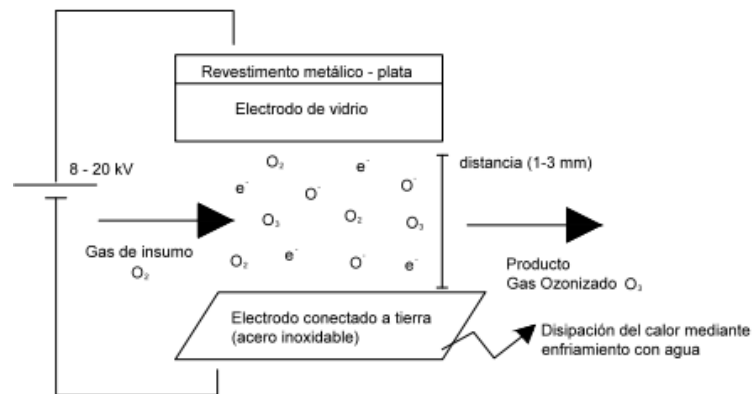 Revestimento metálico - plata
Electrodo de vidrio
8 - 20 kV
distancia (1-3 mm)
O₂ e⁻
e⁻ O⁻ O⁻
O₃ O₂ O₃
O₂ e⁻ O⁻ e⁻
Gas de insumo
O₂
Producto
Gas Ozonizado O₃
Electrodo conectado a tierra
(acero inoxidable)
Disipación del calor mediante
enfriamiento con agua